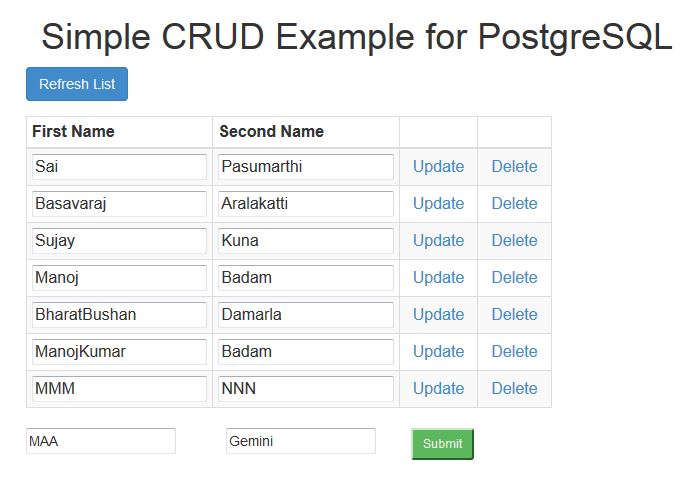 Simple CRUD Example for PostgreSQL
Refresh List
First Name Second Name
Sai Pasumarthi Update Delete
Basavaraj Aralakatti Update Delete
Sujay Kuna Update Delete
Manoj Badam Update Delete
BharatBushan Damarla Update Delete
ManojKumar Badam Update Delete
MMM NNN Update Delete
MAA Gemini Submit